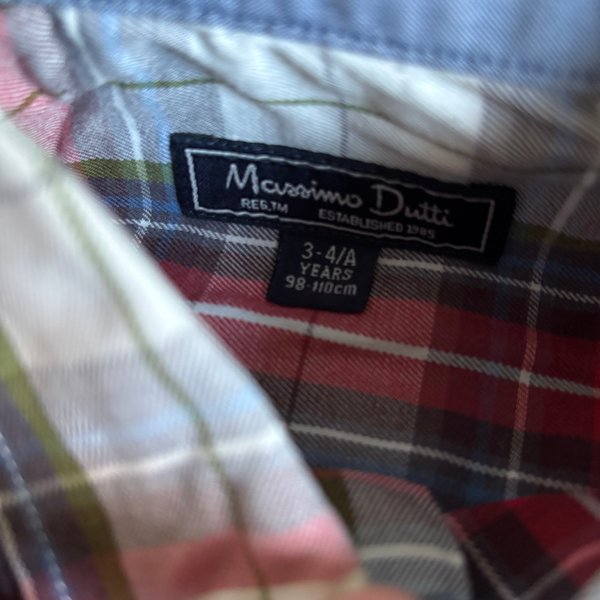 Massimo Dutti
REG.TM ESTABLISHED 1985
3-4/A
YEARS
98-110cm